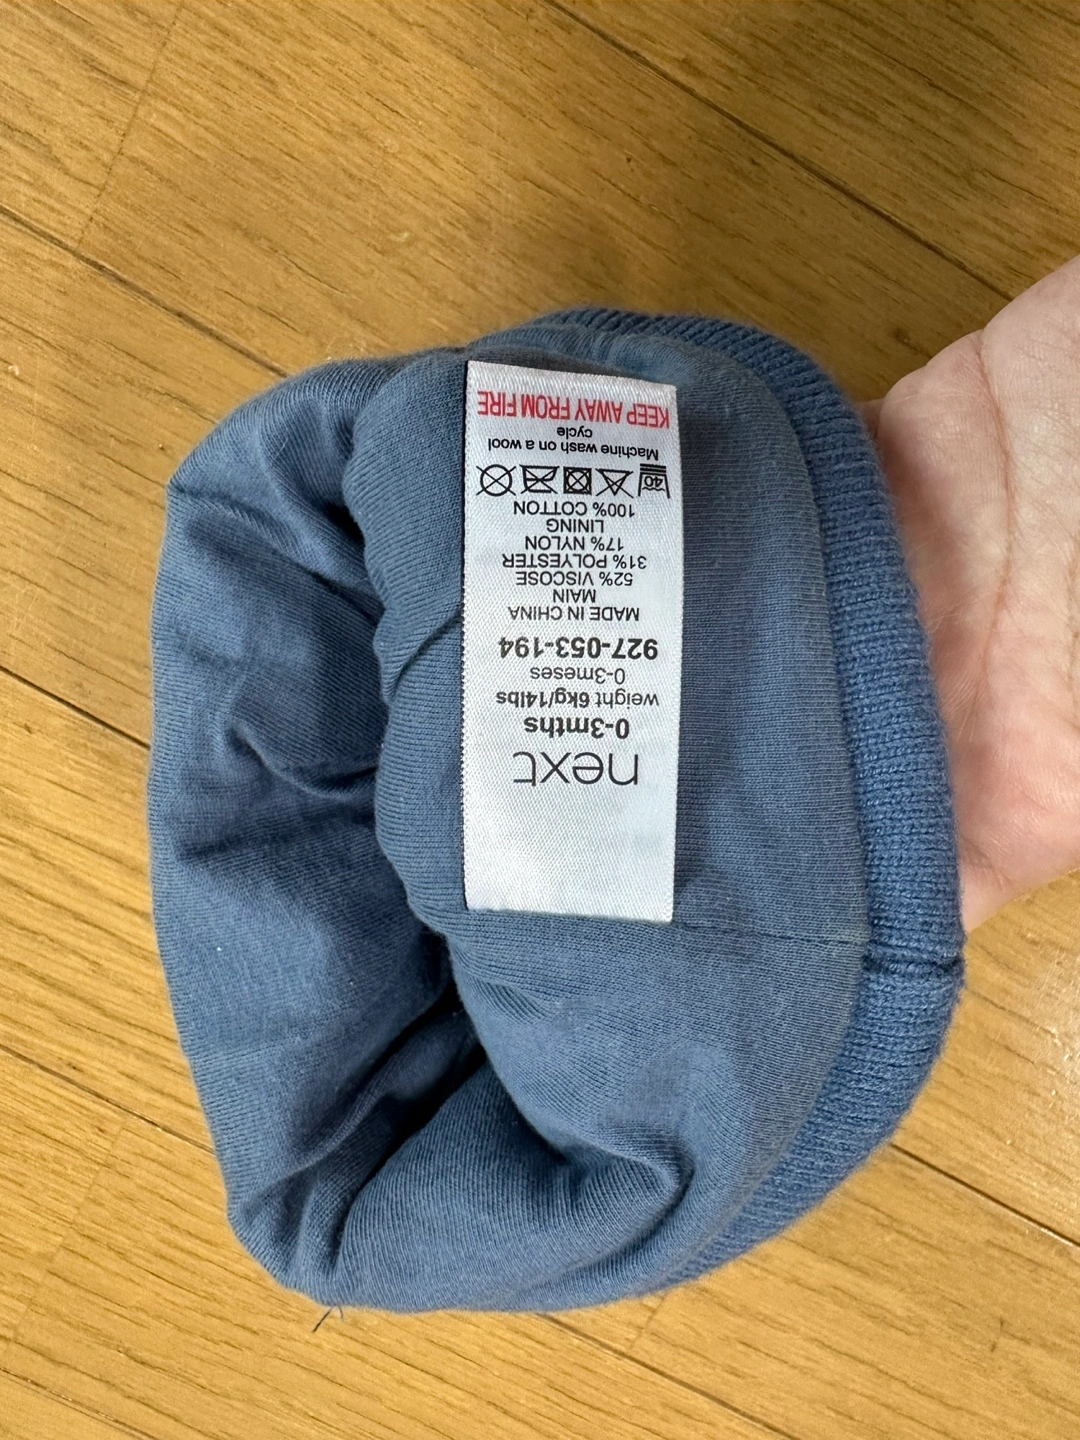 next
0-3mths
weight 6kg/14lbs
0-3meses
927-053-194
MADE IN CHINA
MAIN
52% VISCOSE
31% POLYESTER
17% NYLON
LINING
100% COTTON
40
Machine wash on a wool
cycle
KEEP AWAY FROM FIRE